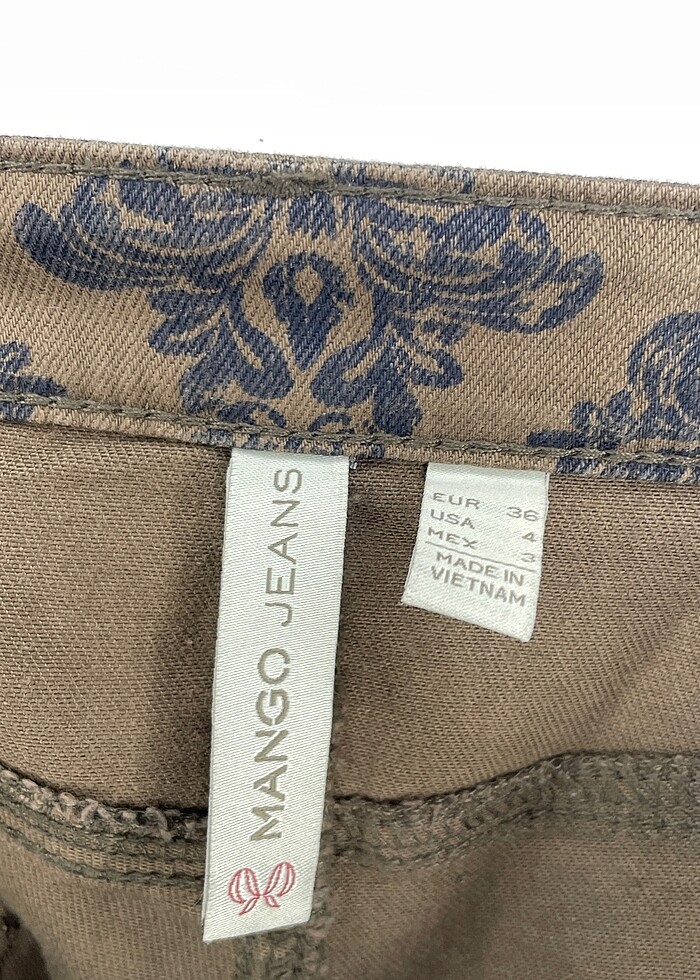 MANGO JEANS
EUR 36
USA 4
MEX 3
MADE IN
VIETNAM